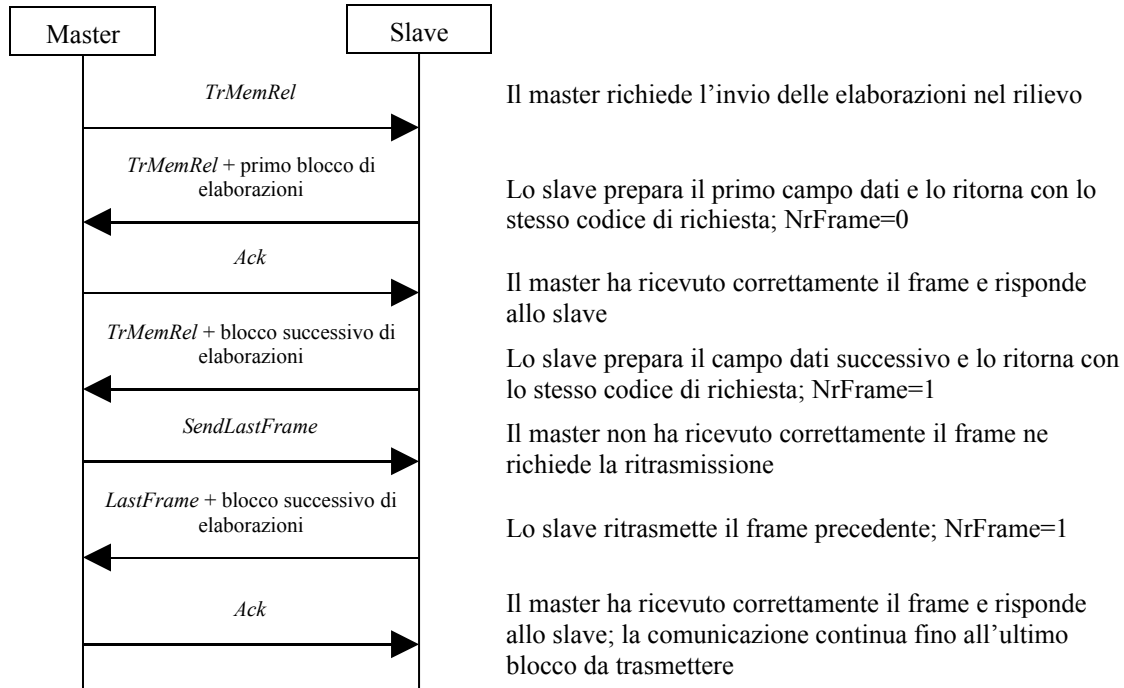 Master
Slave
TrMemRel
Il master richiede l'invio delle elaborazioni nel rilievo
TrMemRel + primo blocco di
elaborazioni
Lo slave prepara il primo campo dati e lo ritorna con lo
stesso codice di richiesta; NrFrame=0
Ack
Il master ha ricevuto correttamente il frame e risponde
allo slave
TrMemRel + blocco successivo di
elaborazioni
Lo slave prepara il campo dati successivo e lo ritorna con
lo stesso codice di richiesta; NrFrame=1
SendLastFrame
Il master non ha ricevuto correttamente il frame ne
richiede la ritrasmissione
LastFrame + blocco successivo di
elaborazioni
Lo slave ritrasmette il frame precedente; NrFrame=1
Ack
Il master ha ricevuto correttamente il frame e risponde
allo slave; la comunicazione continua fino all'ultimo
blocco da trasmettere